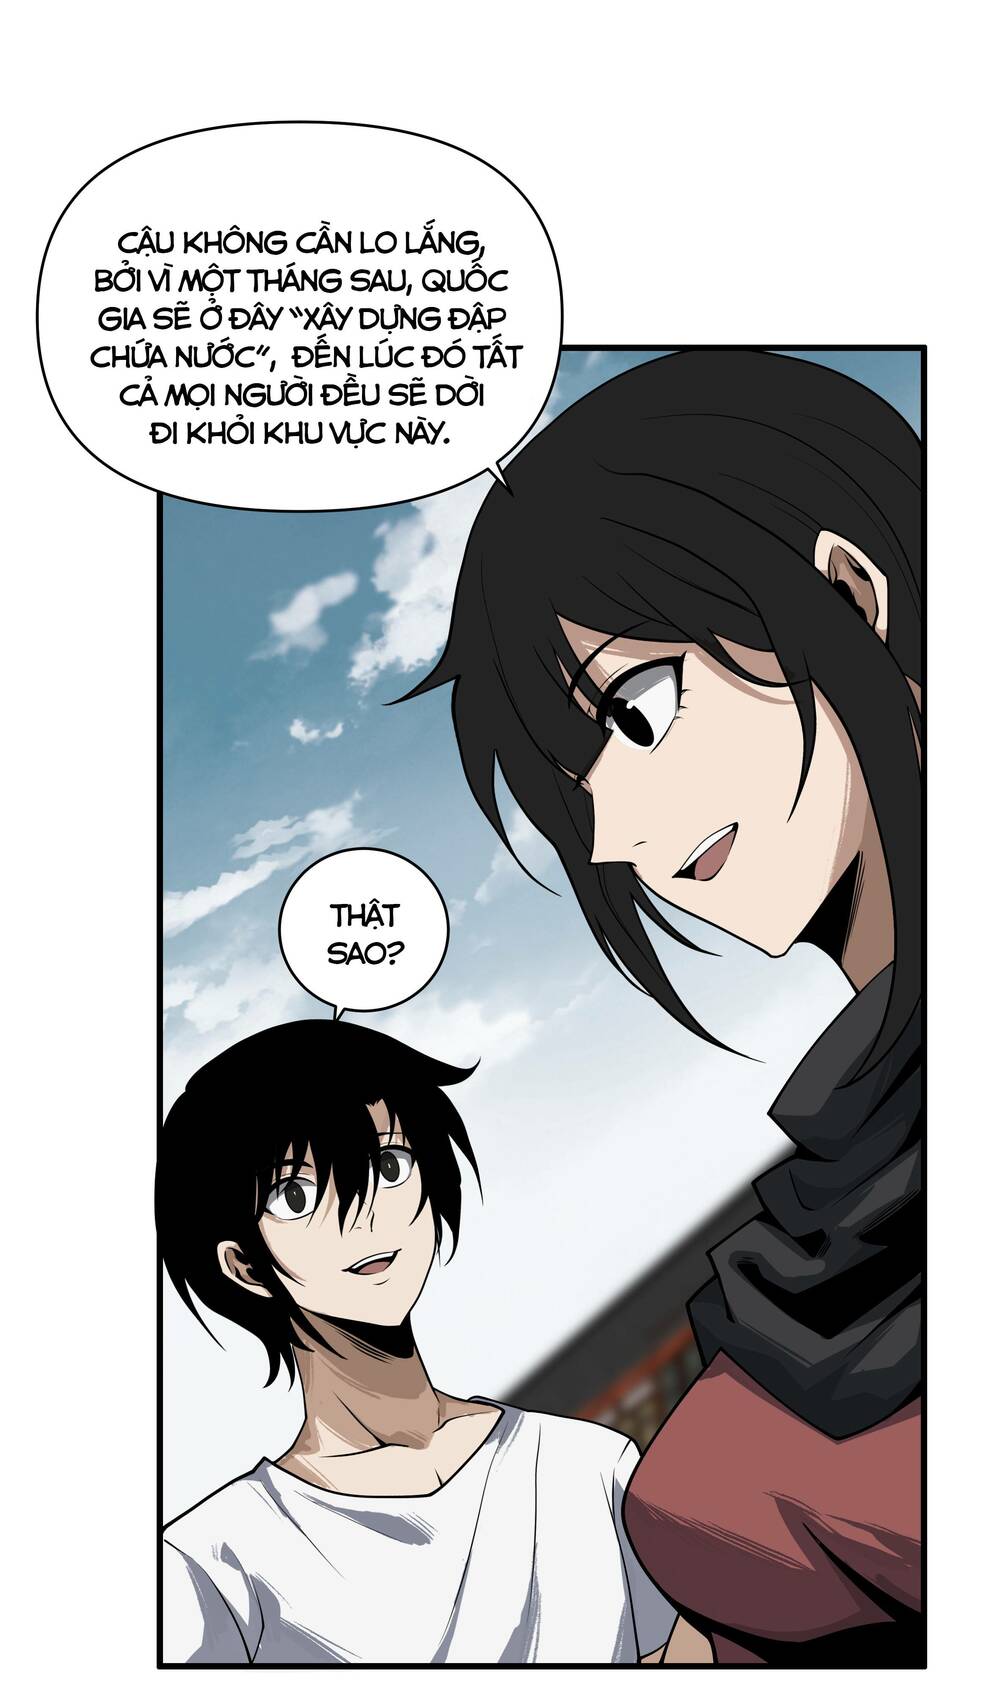 CẬU KHÔNG CẦN LO LẮNG,
BỞI VÌ MỘT THÁNG SAU, QUỐC
GIA SẼ Ở ĐÂY “XÂY DỰNG ĐẬP
CHỨA NƯỚC”, ĐẾN LÚC ĐÓ TẤT
CẢ MỌI NGƯỜI ĐỀU SẼ DỜI
ĐI KHỎI KHU VỰC NÀY.
THẬT
SAO?